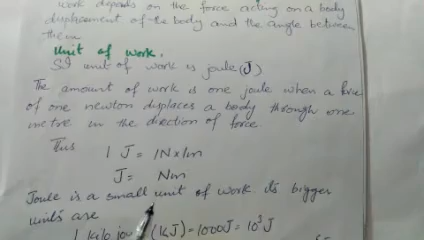 work depends on the force acting on a body
displacement of the body and the angle between
them
Unit of work.
SI unit of work is joule (J)
The amount of work is one joule when a force
of one newton displaces a body through one
metre in the direction of force.
Thus
1 J = 1N x 1m
J = Nm
Joule is a small unit of work. Its bigger
units are
1 kilo jou (kJ) = 1000J = 10³ J